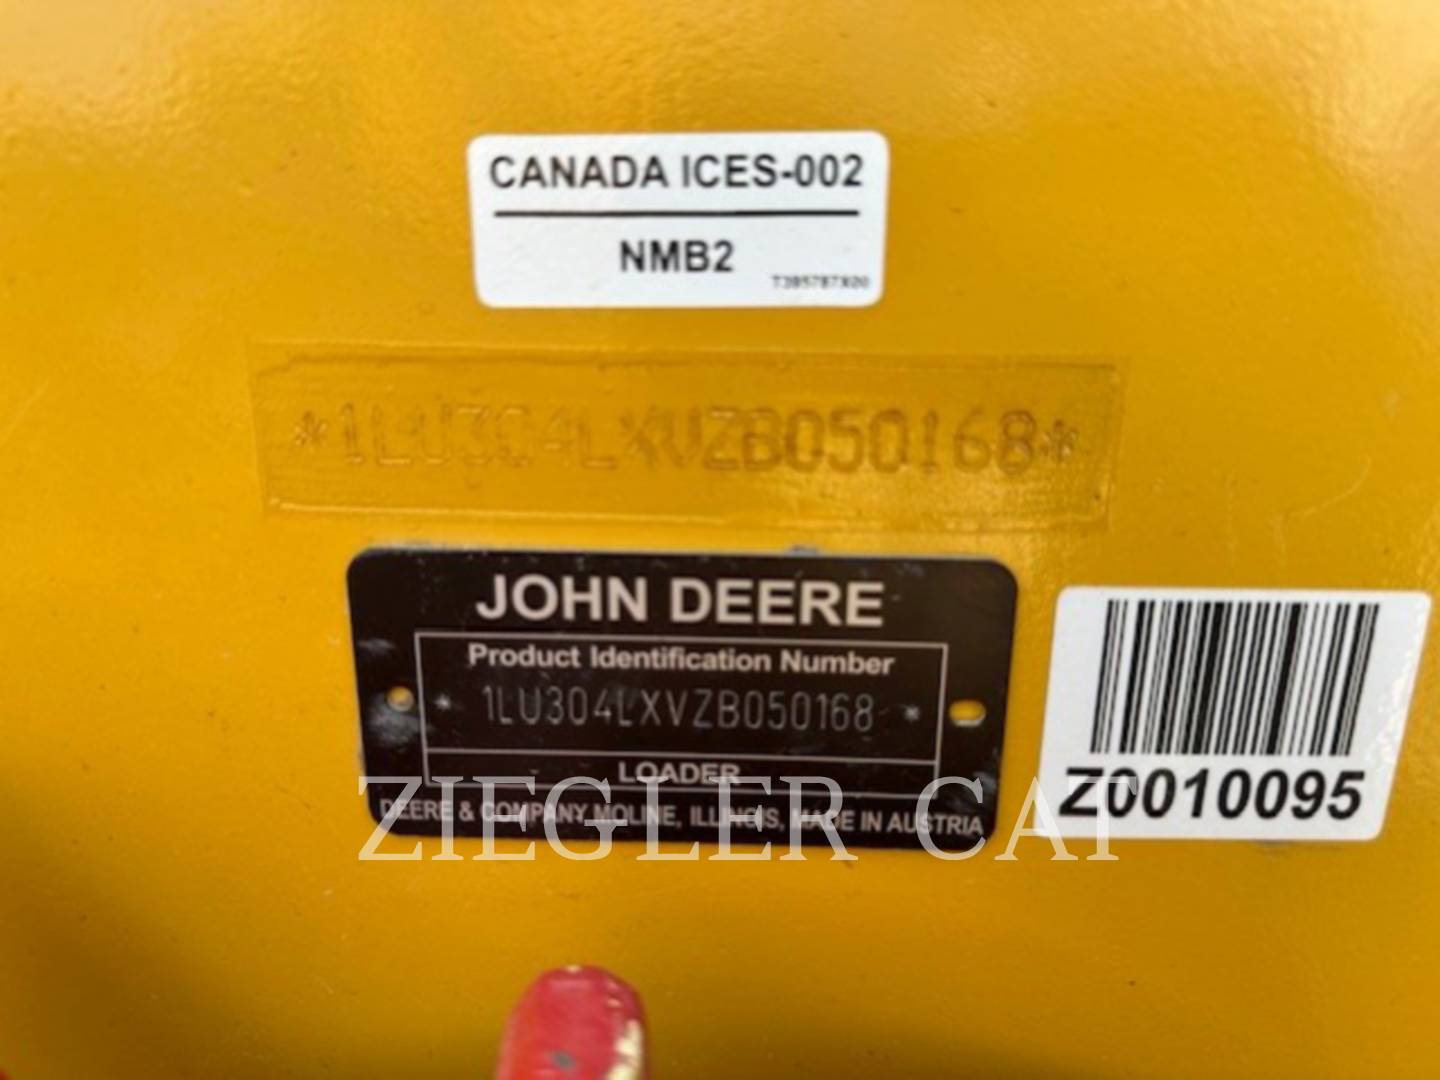 CANADA ICES-002
NMB2
T385787X00
*1LU304LXVZB050168*
JOHN DEERE
Product Identification Number
* 1LU304LXVZB050168 *
LOADER
DEERE & COMPANY, MOLINE, ILLINOIS, MADE IN AUSTRIA
Z0010095
ZIEGLER CAT